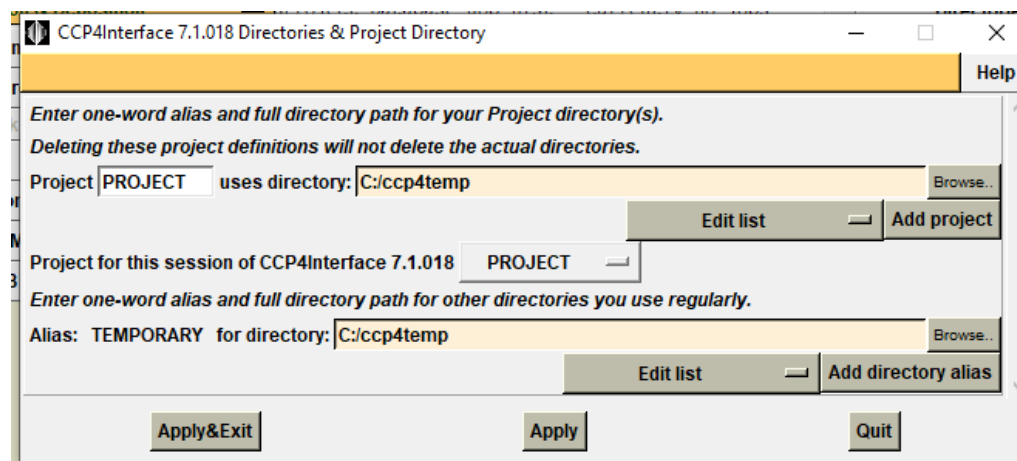 CCP4Interface 7.1.018 Directories & Project Directory
Help
Enter one-word alias and full directory path for your Project directory(s).
Deleting these project definitions will not delete the actual directories.
Project PROJECT uses directory: C:/ccp4temp Browse..
Edit list Add project
Project for this session of CCP4Interface 7.1.018 PROJECT
Enter one-word alias and full directory path for other directories you use regularly.
Alias: TEMPORARY for directory: C:/ccp4temp Browse..
Edit list Add directory alias
Apply&Exit Apply Quit